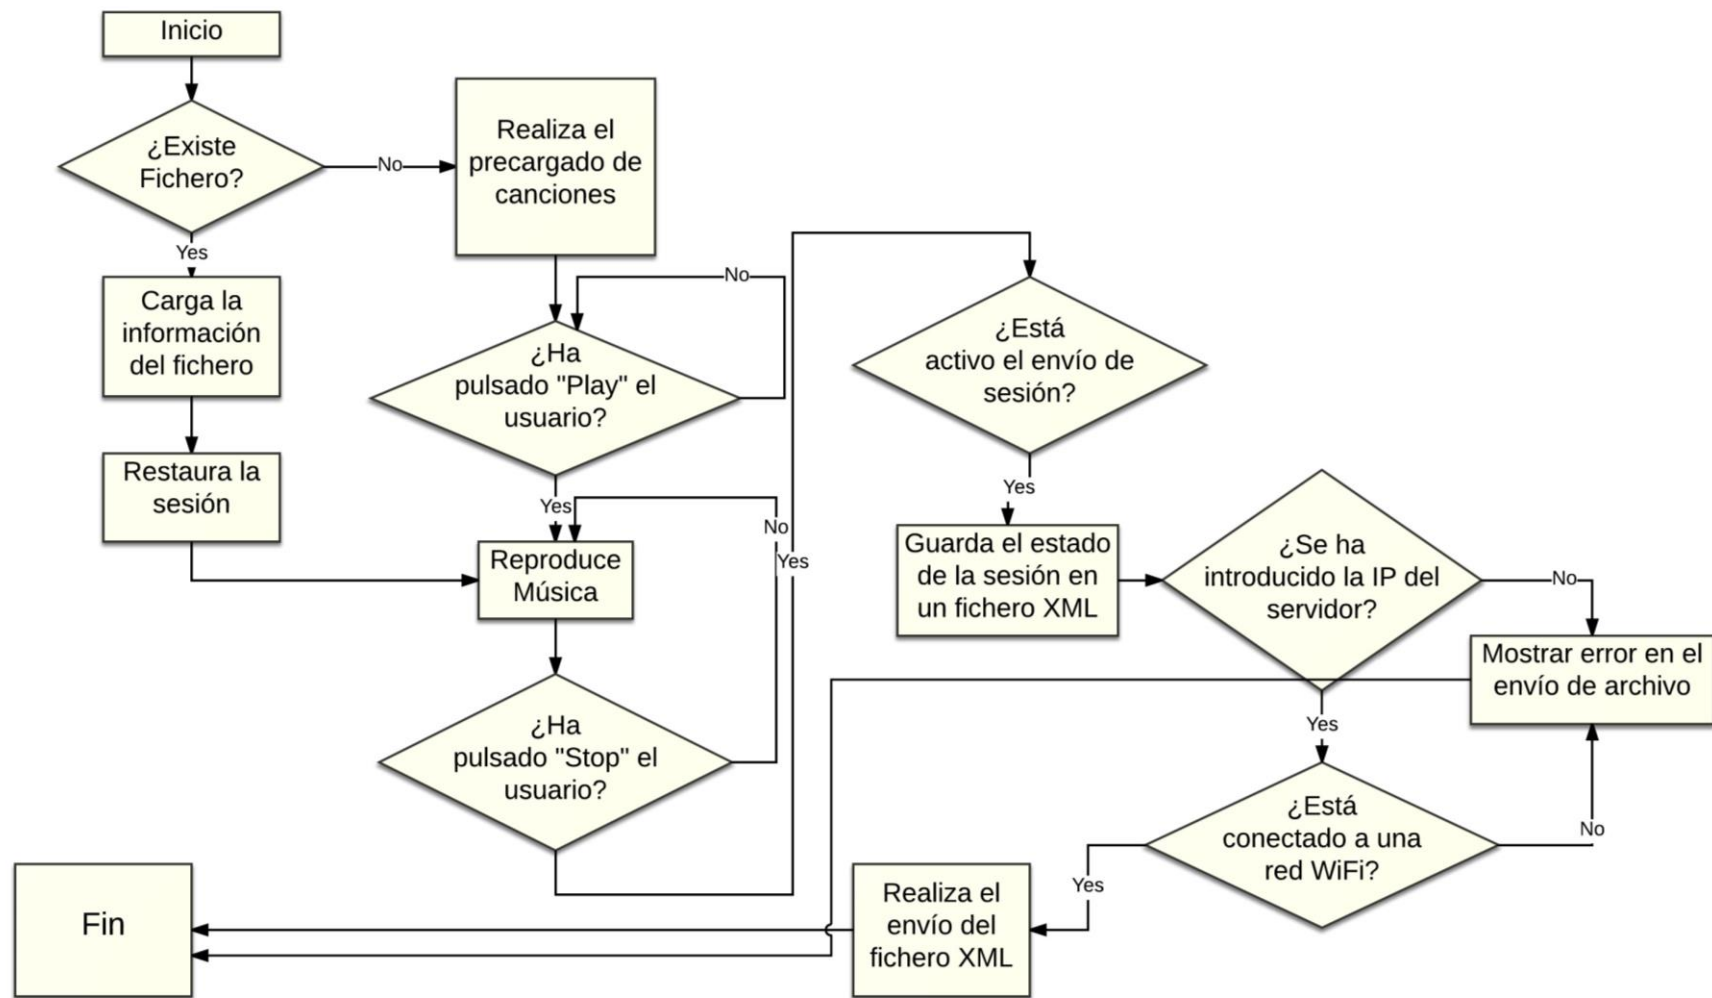 Inicio
¿Existe
Fichero?
No
Realiza el
precargado de
canciones
Yes
Carga la
información
del fichero
No
¿Ha
pulsado "Play" el
usuario?
Restaura la
sesión
Yes
No
Reproduce
Música
Yes
¿Ha
pulsado "Stop" el
usuario?
¿Está
activo el envío de
sesión?
Yes
Guarda el estado
de la sesión en
un fichero XML
¿Se ha
introducido la IP del
servidor?
No
Mostrar error en el
envío de archivo
Yes
¿Está
conectado a una
red WiFi?
No
Yes
Realiza el
envío del
fichero XML
Fin